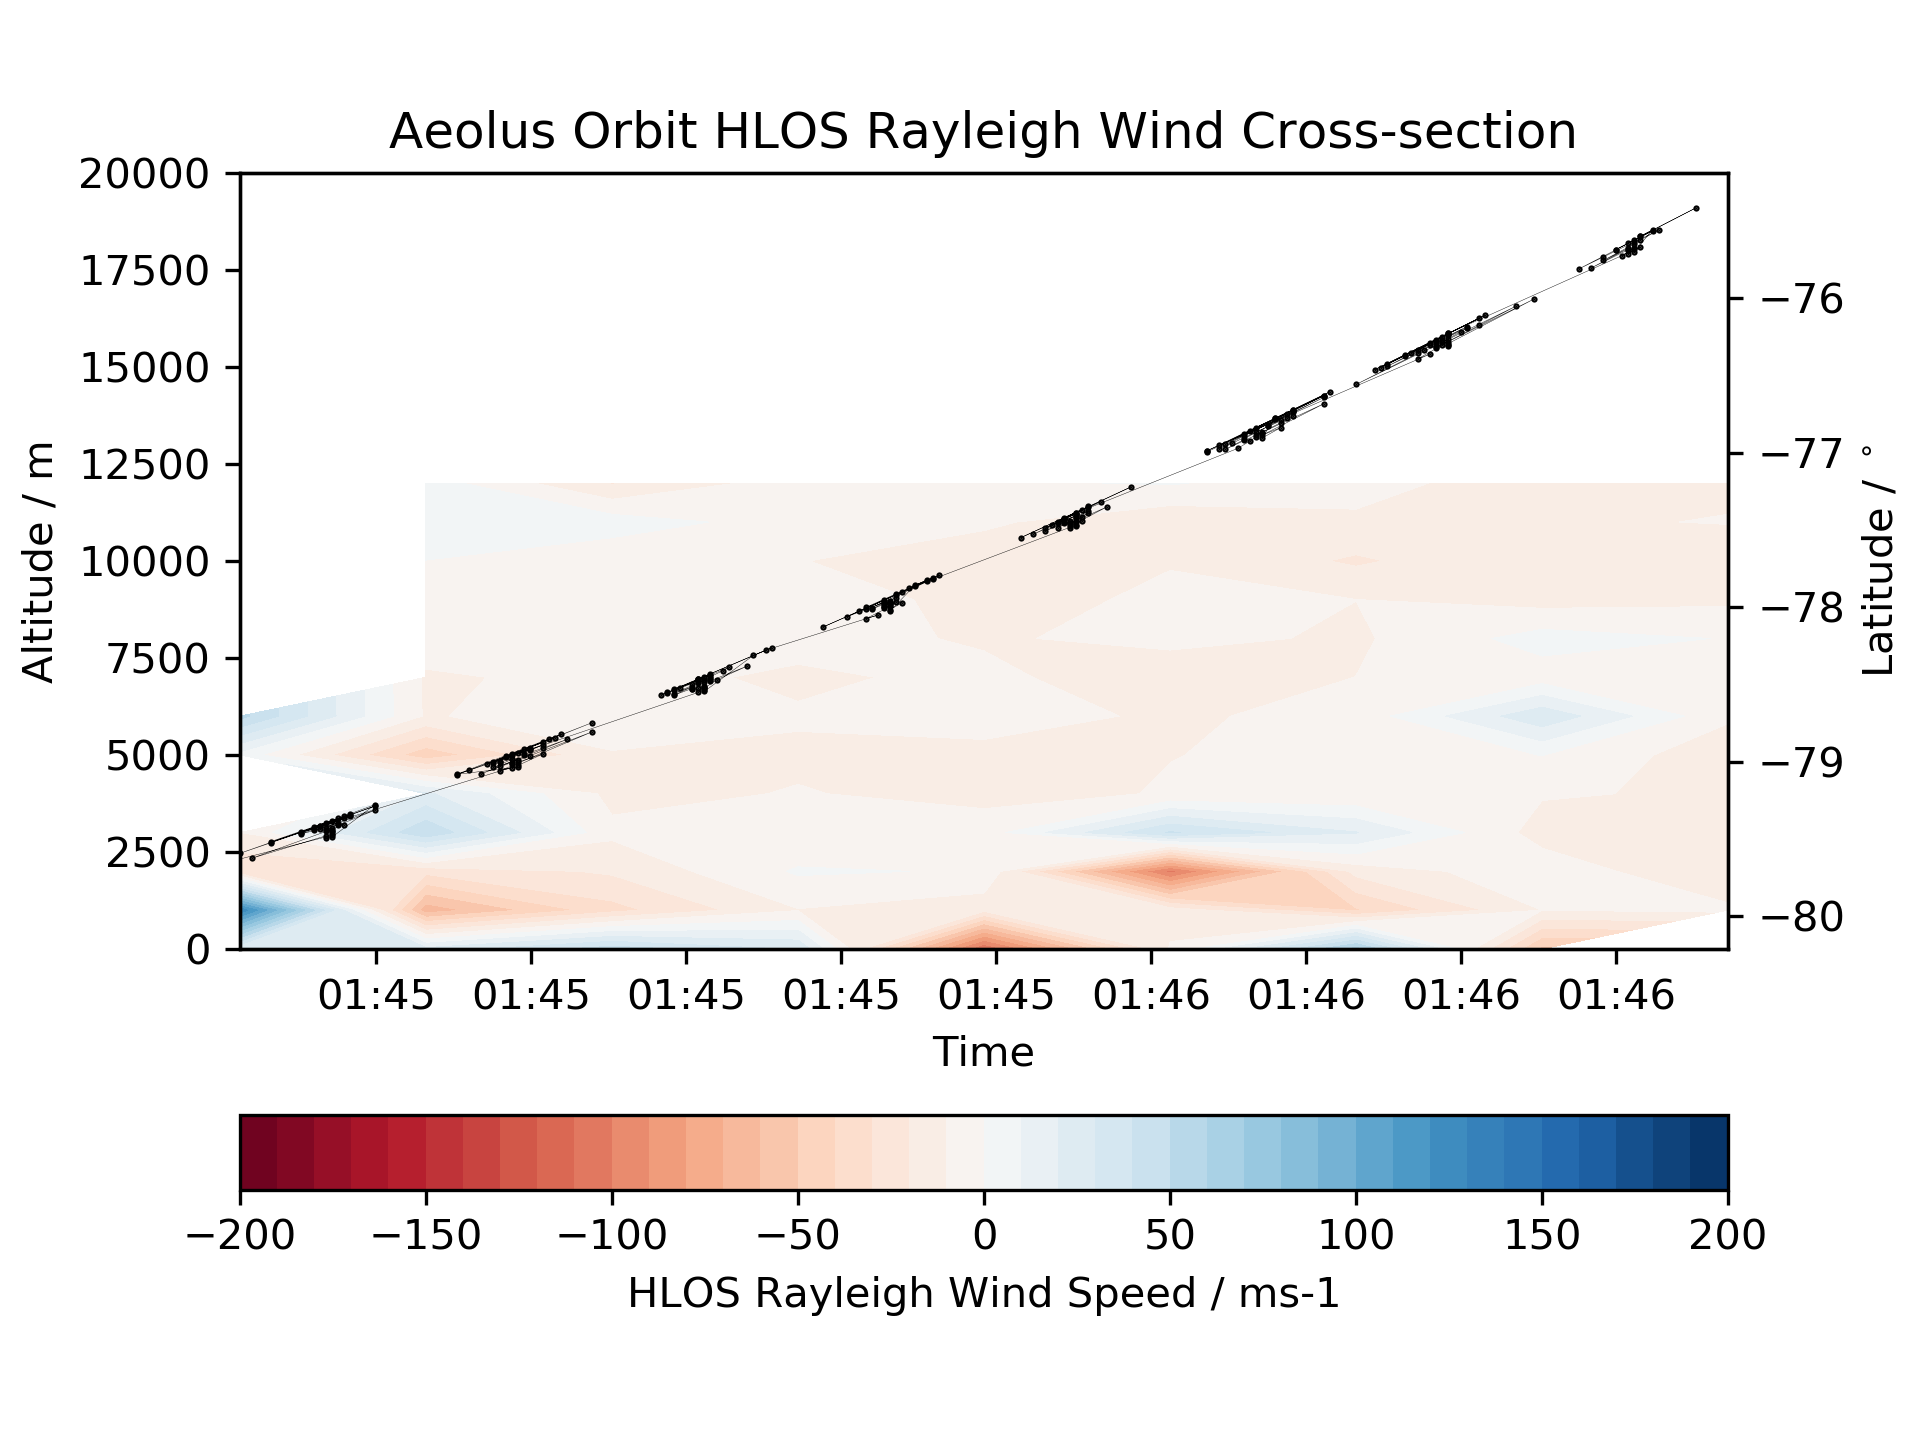 Aeolus Orbit HLOS Rayleigh Wind Cross-section
20000
17500
15000
12500
10000
7500
5000
2500
0
Altitude / m
−76
−77
−78
−79
−80
Latitude / °
01:45 01:45 01:45 01:45 01:45 01:46 01:46 01:46 01:46
Time
−200 −150 −100 −50 0 50 100 150 200
HLOS Rayleigh Wind Speed / ms-1